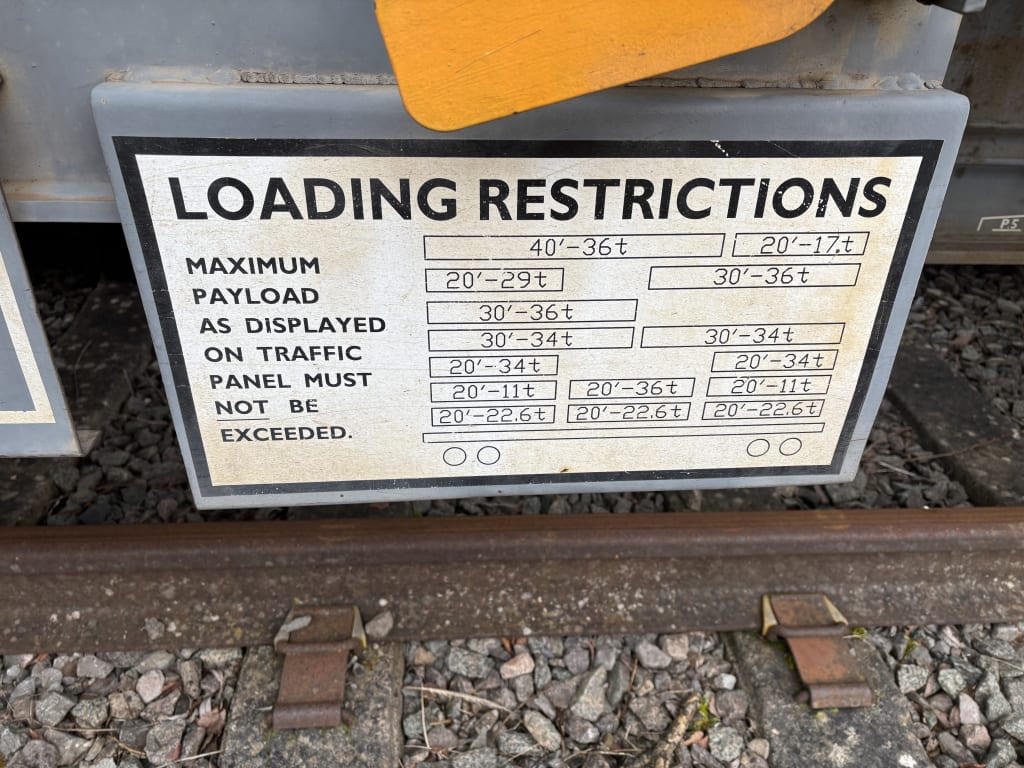 LOADING RESTRICTIONS
MAXIMUM
PAYLOAD
AS DISPLAYED
ON TRAFFIC
PANEL MUST
NOT BE
EXCEEDED.
40'-36t 20'-17.t
20'-29t 30'-36t
30'-36t
30'-34t 30'-34t
20'-34t 20'-34t
20'-11t 20'-36t 20'-11t
20'-22.6t 20'-22.6t 20'-22.6t
P.5